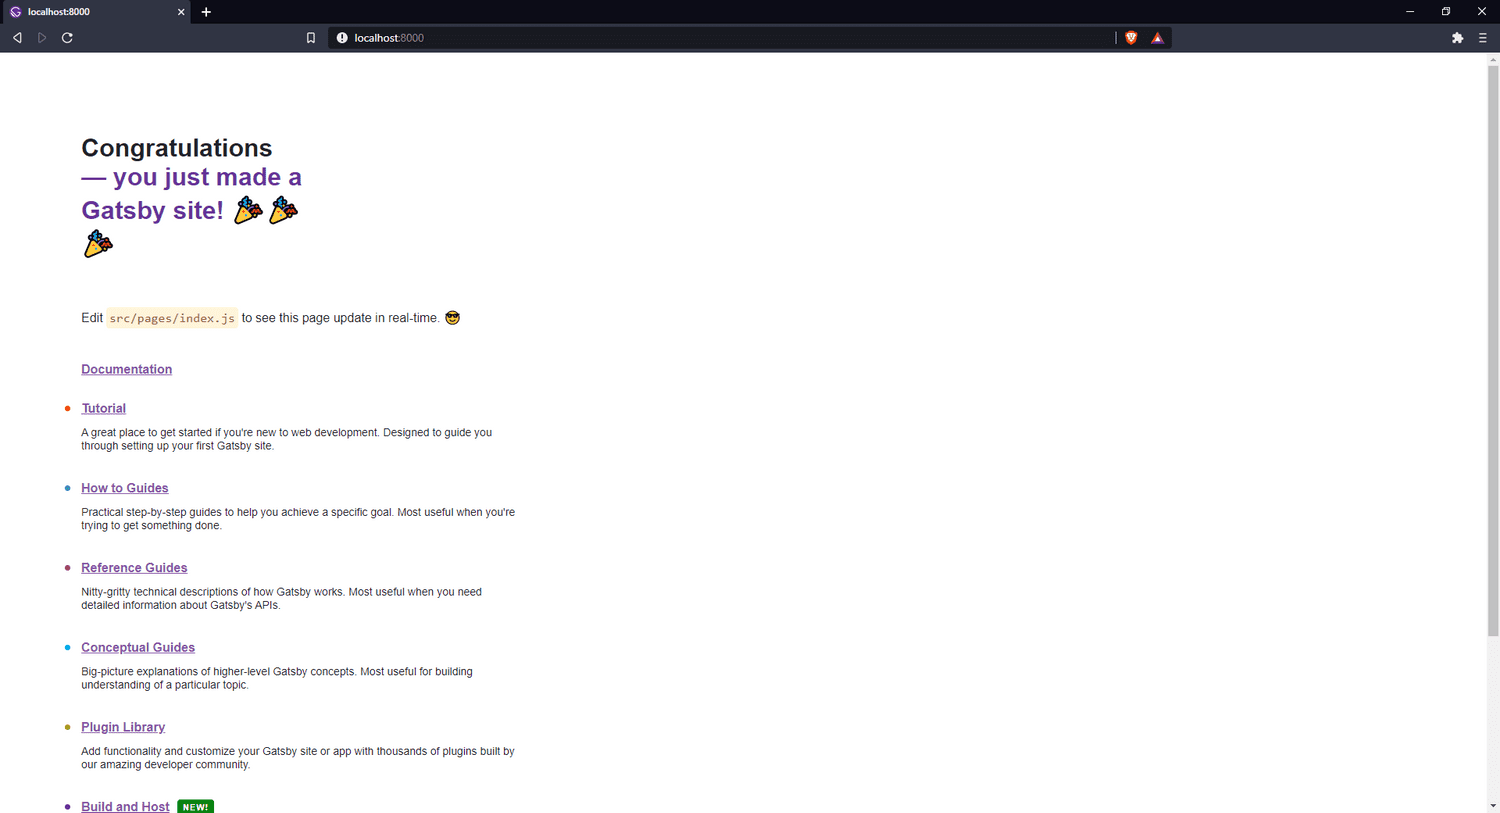 localhost:8000
localhost:8000
Congratulations
— you just made a
Gatsby site! 🎉🎉
🎉
Edit src/pages/index.js to see this page update in real-time. 😎
Documentation
Tutorial
A great place to get started if you're new to web development. Designed to guide you
through setting up your first Gatsby site.
How to Guides
Practical step-by-step guides to help you achieve a specific goal. Most useful when you're
trying to get something done.
Reference Guides
Nitty-gritty technical descriptions of how Gatsby works. Most useful when you need
detailed information about Gatsby's APIs.
Conceptual Guides
Big-picture explanations of higher-level Gatsby concepts. Most useful for building
understanding of a particular topic.
Plugin Library
Add functionality and customize your Gatsby site or app with thousands of plugins built by
our amazing developer community.
Build and Host NEW!